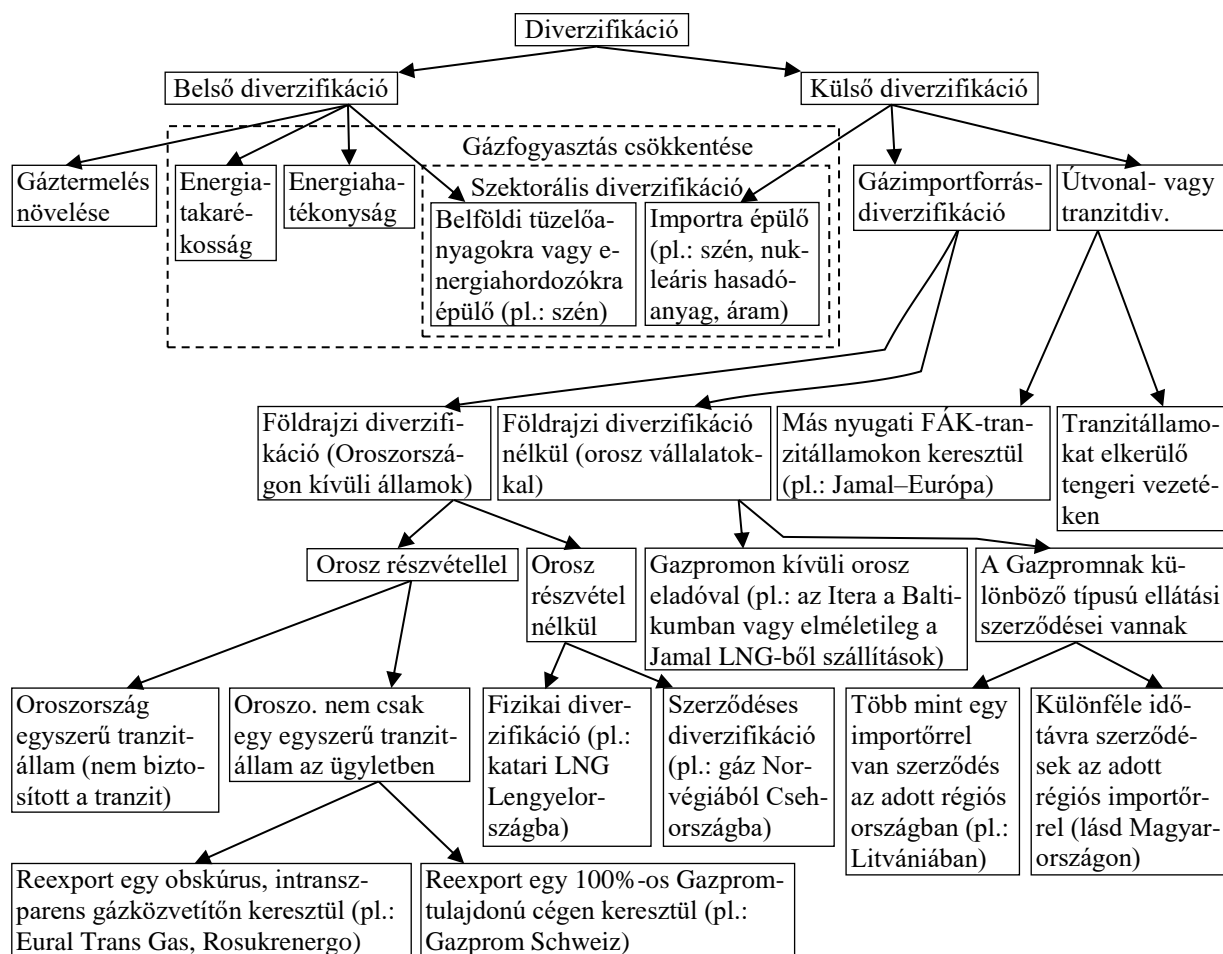 Diverzifikáció
Belső diverzifikáció
Külső diverzifikáció
Gázfogyasztás csökkentése
Gáztermelés
növelése
Energia-
takaré-
kosság
Energiaha-
tékonyság
Szektorális diverzifikáció
Belföldi tüzelőa-
nyagokra vagy e-
nergiahordozókra
épülő (pl.: szén)
Importra épülő
(pl.: szén, nuk-
leáris hasadó-
anyag, áram)
Gázimportforrás-
diverzifikáció
Útvonal- vagy
tranzitdiv.
Földrajzi diverzifi-
káció (Oroszorszá-
gon kívüli államok)
Földrajzi diverzifikáció
nélkül (orosz vállalatok-
kal)
Más nyugati FÁK-tran-
zitállamokon keresztül
(pl.: Jamal–Európa)
Tranzitállamo-
kat elkerülő
tengeri vezeté-
ken
Orosz részvétellel
Orosz
részvétel
nélkül
Gazpromon kívüli orosz
eladóval (pl.: az Itera a Balti-
kumban vagy elméletileg a
Jamal LNG-ből szállítások)
A Gazpromnak kü-
lönböző típusú ellátási
szerződései vannak
Oroszország
egyszerű tranzit-
állam (nem bizto-
sított a tranzit)
Oroszo. nem csak
egy egyszerű tranzit-
állam az ügyletben
Fizikai diver-
zifikáció (pl.:
katari LNG
Lengyelor-
szágba)
Szerződéses
diverzifikáció
(pl.: gáz Nor-
végiából Cseh-
országba)
Több mint egy
importőrrel
van szerződés
az adott régiós
országban (pl.:
Litvániában)
Különféle idő-
távra szerződé-
sek az adott
régiós importőr-
rel (lásd Magyar-
országon)
Reexport egy obskúrus, intransz-
parens gázközvetítőn keresztül (pl.:
Eural Trans Gas, Rosukrenergo)
Reexport egy 100%-os Gazprom-
tulajdonú cégen keresztül (pl.:
Gazprom Schweiz)